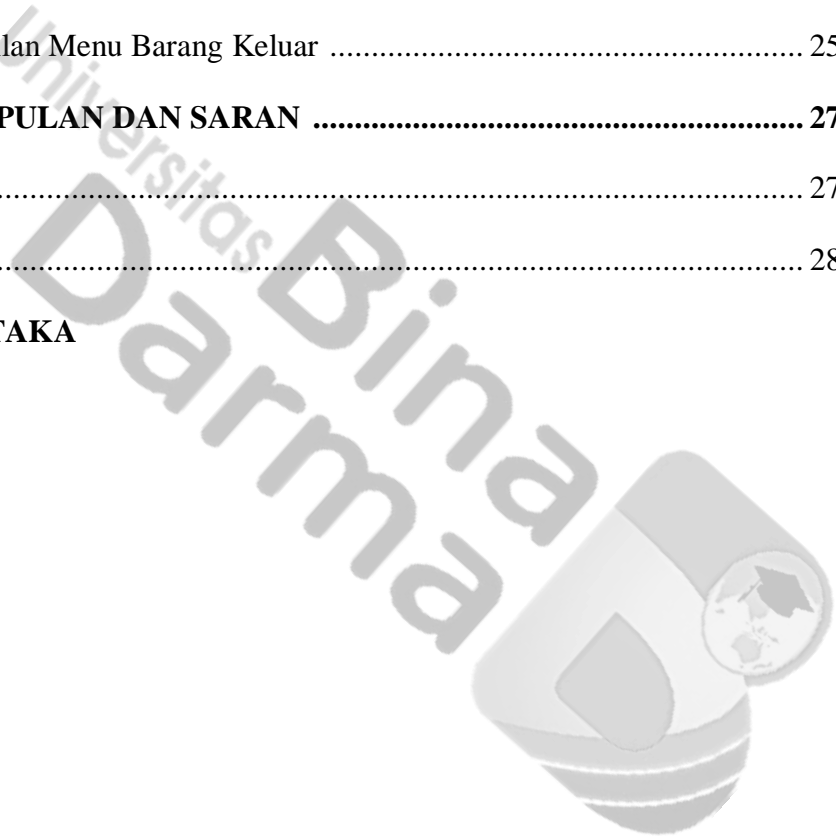 lan Menu Barang Keluar ........................................................... 25
PULAN DAN SARAN ........................................................... 27
........................................................... 27
........................................................... 28
TAKA
Universitas
Bina
Darma